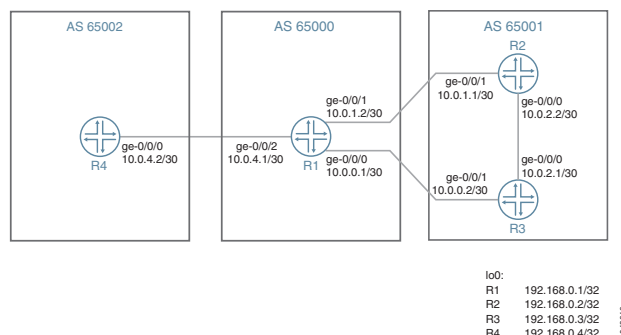 AS 65002
AS 65000
AS 65001
R2
ge-0/0/1
10.0.1.1/30
ge-0/0/1
10.0.1.2/30
ge-0/0/0
10.0.2.2/30
ge-0/0/0
10.0.4.2/30
R4
ge-0/0/2
10.0.4.1/30
R1
ge-0/0/0
10.0.0.1/30
ge-0/0/0
10.0.2.1/30
ge-0/0/1
10.0.0.2/30
R3
lo0:
R1 192.168.0.1/32
R2 192.168.0.2/32
R3 192.168.0.3/32
R4 192.168.0.4/32